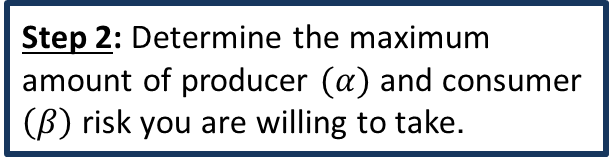 Step 2: Determine the maximum
amount of producer (α) and consumer
(β) risk you are willing to take.